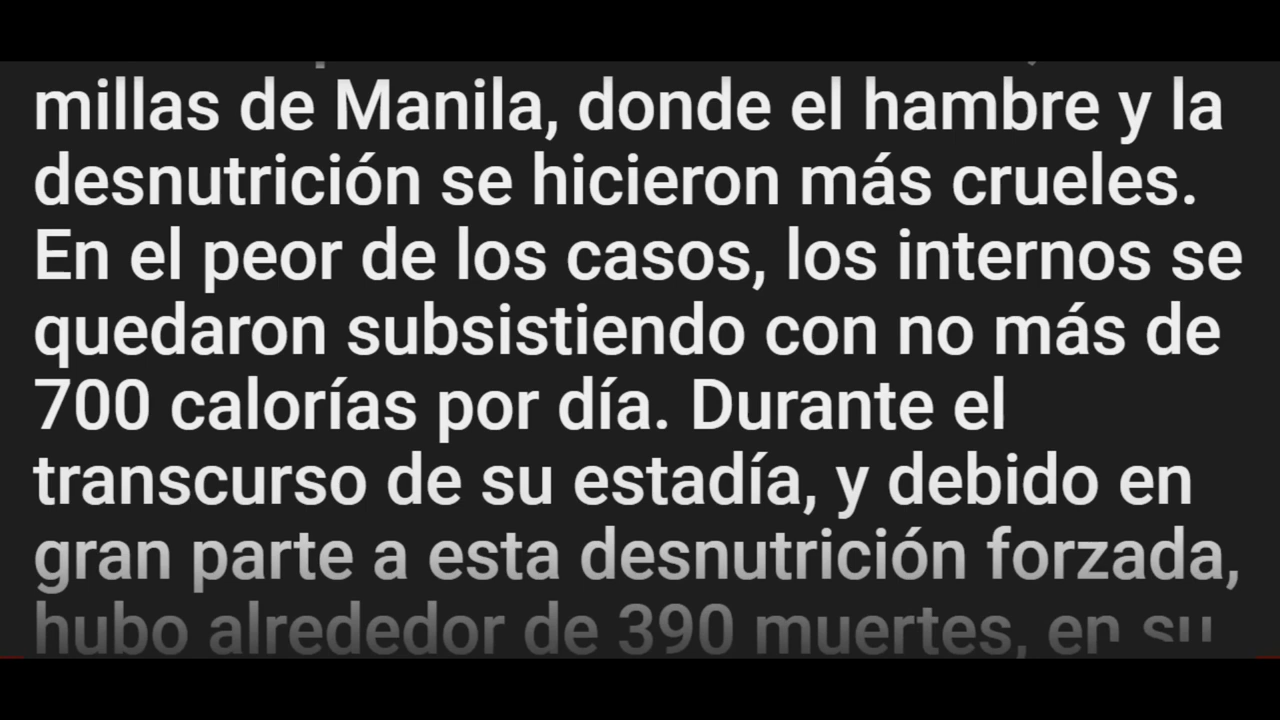 millas de Manila, donde el hambre y la
desnutrición se hicieron más crueles.
En el peor de los casos, los internos se
quedaron subsistiendo con no más de
700 calorías por día. Durante el
transcurso de su estadía, y debido en
gran parte a esta desnutrición forzada,
hubo alrededor de 390 muertes, en su